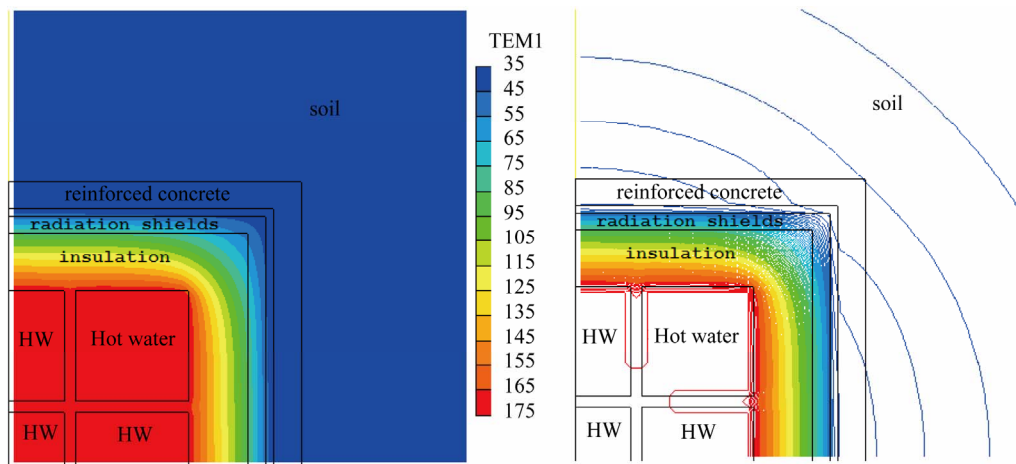 soil
reinforced concrete
radiation shields
insulation
HW
Hot water
HW
HW
TEM1
35
45
55
65
75
85
95
105
115
125
135
145
155
165
175
soil
reinforced concrete
radiation shields
insulation
HW
Hot water
HW
HW